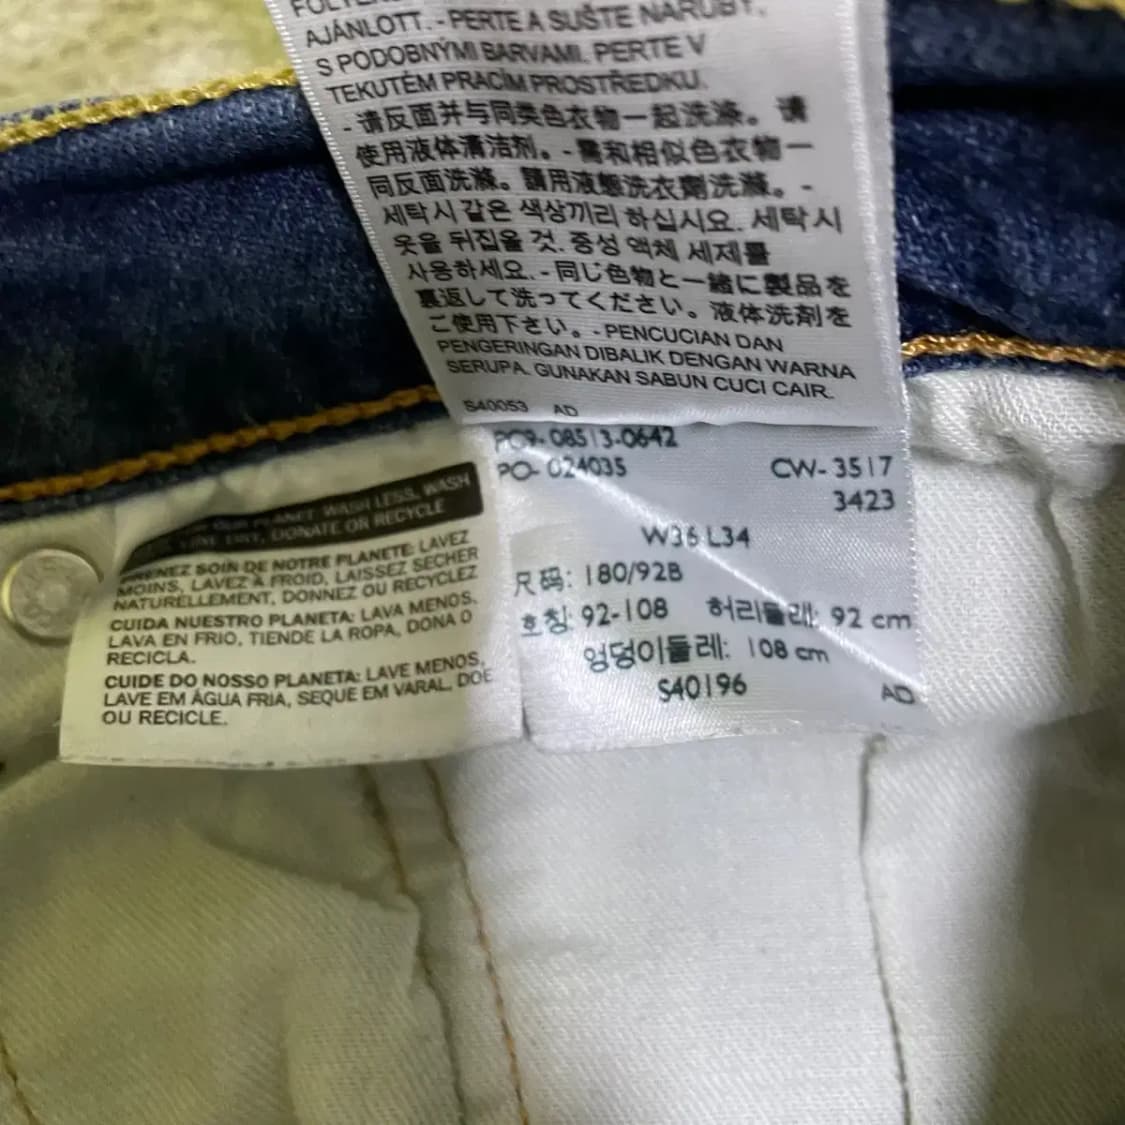 AJÁNLOTT. - PERTE A SUŠTE NARUBY,
S PODOBNÝMI BARVAMI. PERTE V
TEKUTÉM PRACÍM PROSTŘEDKU.
- 请反面并与同类色衣物一起洗涤。请
使用液体清洁剂。- 需和相似色衣物一
同反面洗滌。請用液態洗衣劑洗滌。-
세탁시 같은 색상끼리 하십시요. 세탁시
옷을 뒤집을 것. 중성 액체 세제를
사용하세요. - 同じ色物と一緒に製品を
裏返して洗ってください。液体洗剤を
ご使用下さい。- PENCUCIAN DAN
PENGERINGAN DIBALIK DENGAN WARNA
SERUPA. GUNAKAN SABUN CUCI CAIR.
S40053 AD
PC9-08513-0642
PO- 024035
CW- 3517
3423
W36 L34
尺码: 180/92B
호칭: 92-108 허리둘레: 92 cm
엉덩이둘레: 108 cm
S40196 AD
OUR PLANET: WASH LESS, WASH
LINE DRY, DONATE OR RECYCLE
PRENEZ SOIN DE NOTRE PLANETE: LAVEZ
MOINS, LAVEZ À FROID, LAISSEZ SÉCHER
NATURELLEMENT, DONNEZ OU RECYCLEZ
CUIDA NUESTRO PLANETA: LAVA MENOS,
LAVA EN FRIO, TIENDE LA ROPA, DONA O
RECICLA.
CUIDE DO NOSSO PLANETA: LAVE MENOS,
LAVE EM ÁGUA FRIA, SEQUE EM VARAL, DOE
OU RECICLE.